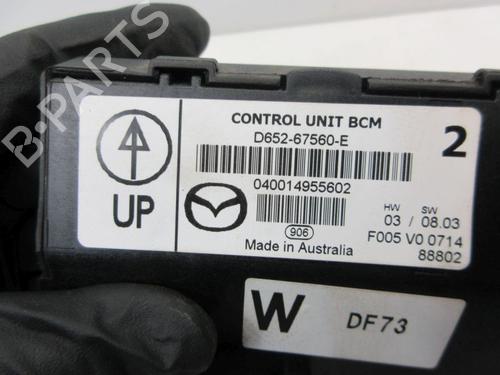 CONTROL UNIT BCM
D652-67560-E
2
UP
040014955602
HW SW
03 / 08.03
906
Made in Australia
F005 V0 0714
88802
W
DF73